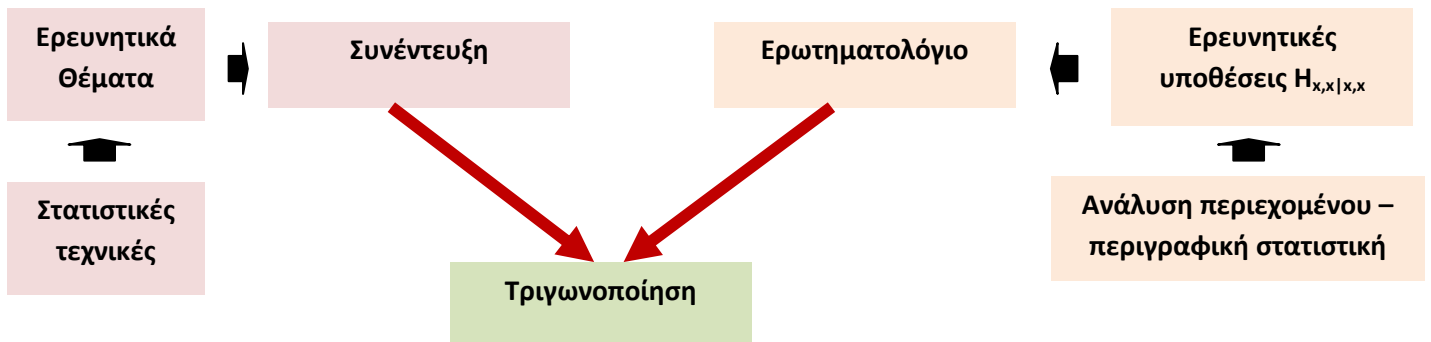 Ερευνητικά
Θέματα
Συνέντευξη
Ερωτηματολόγιο
Ερευνητικές
υποθέσεις Hx,x|x,x
Στατιστικές
τεχνικές
Ανάλυση περιεχομένου –
περιγραφική στατιστική
Τριγωνοποίηση